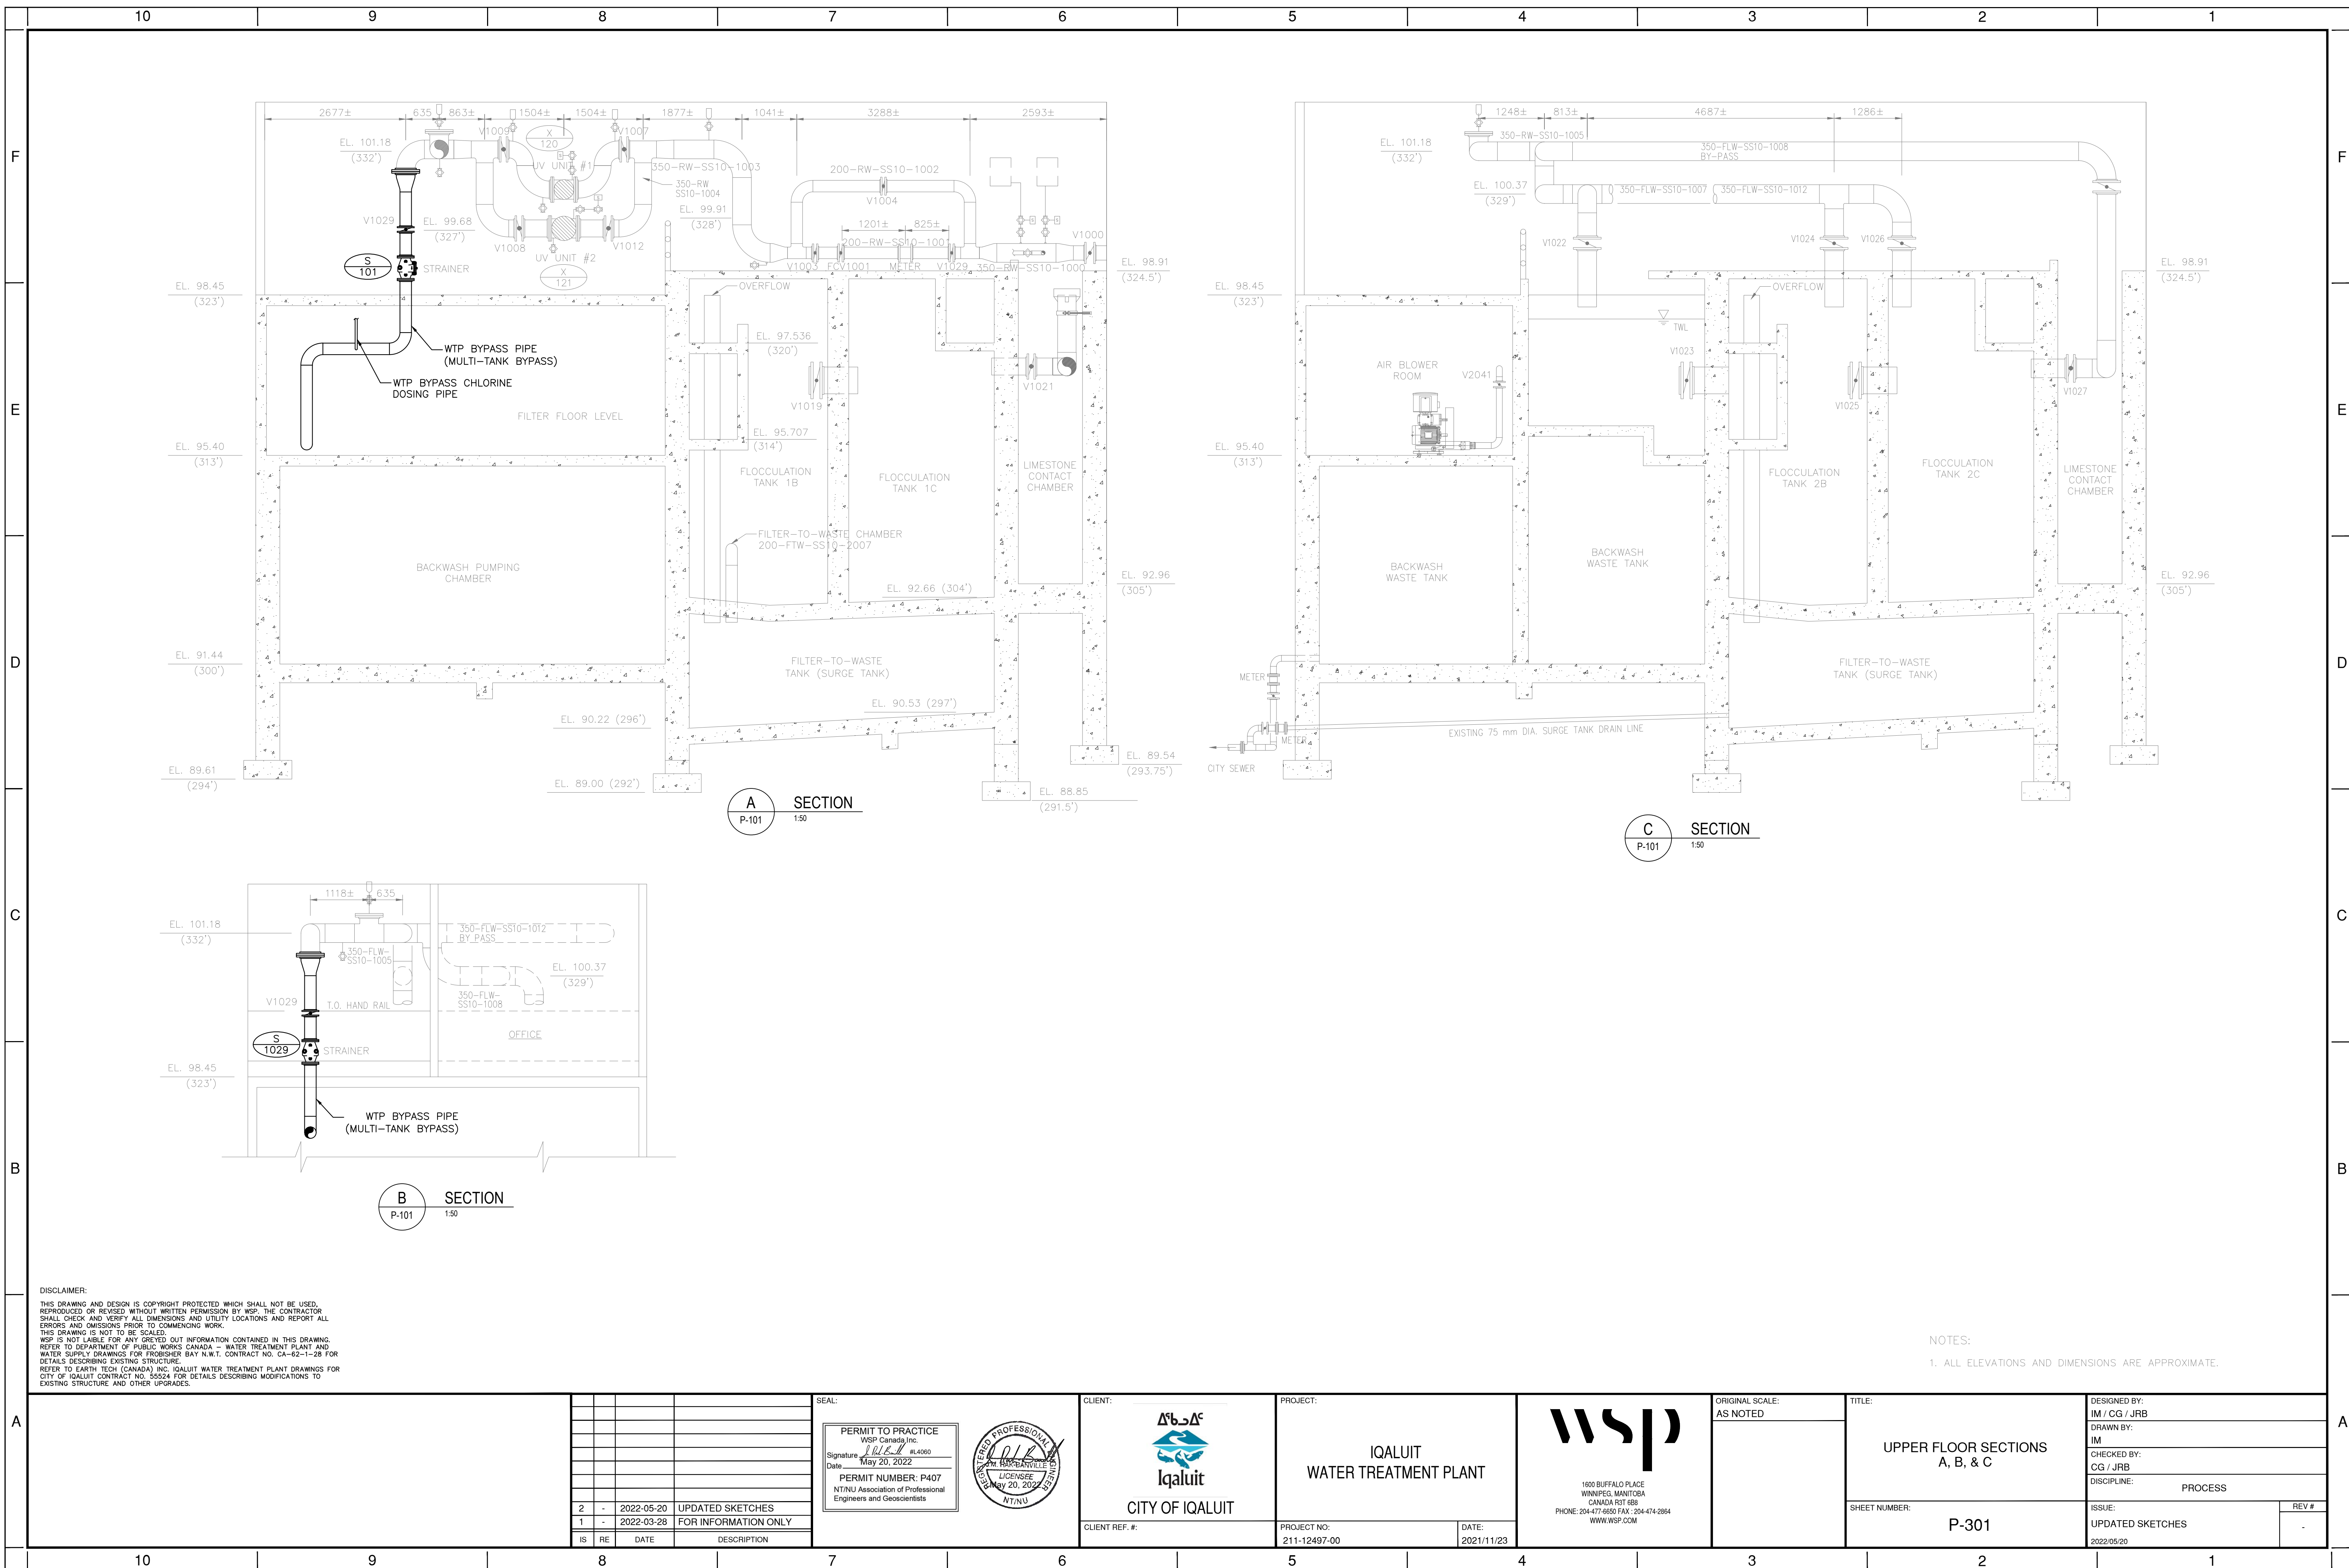 10 9 8 7 6 5 4 3 2 1
F
E
D
C
B
A
2677± 635 863± 1504± 1504± 1877± 1041± 3288± 2593±
EL. 101.18
(332')
V1009
X
120
V1007
UV UNIT #1
350-RW-SS10-1003
350-RW
SS10-1004
200-RW-SS10-1002
V1004
V1029
EL. 99.68
(327')
EL. 99.91
(328')
1201± 825±
200-RW-SS10-1001
V1000
V1008
V1012
UV UNIT #2
X
121
S
101
STRAINER
V1003 FCV1001 METER V1029 350-RW-SS10-1000
EL. 98.91
(324.5')
EL. 98.45
(323')
OVERFLOW
EL. 97.536
(320')
WTP BYPASS PIPE
(MULTI-TANK BYPASS)
WTP BYPASS CHLORINE
DOSING PIPE
V1021
V1019
FILTER FLOOR LEVEL
EL. 95.40
(313')
EL. 95.707
(314')
FLOCCULATION
TANK 1B
FLOCCULATION
TANK 1C
LIMESTONE
CONTACT
CHAMBER
FILTER-TO-WASTE CHAMBER
200-FTW-SS10-2007
BACKWASH PUMPING
CHAMBER
EL. 92.66 (304')
EL. 92.96
(305')
EL. 91.44
(300')
FILTER-TO-WASTE
TANK (SURGE TANK)
EL. 90.53 (297')
EL. 90.22 (296')
EL. 89.61
(294')
EL. 89.00 (292')
EL. 89.54
(293.75')
EL. 88.85
(291.5')
A
P-101
SECTION
1:50
1248± 813± 4687± 1286±
EL. 101.18
(332')
350-RW-SS10-1005
350-FLW-SS10-1008
BY-PASS
EL. 100.37
(329')
350-FLW-SS10-1007
350-FLW-SS10-1012
V1022
V1024
V1026
EL. 98.91
(324.5')
EL. 98.45
(323')
OVERFLOW
TWL
V1023
AIR BLOWER
ROOM
V2041
V1025
V1027
EL. 95.40
(313')
FLOCCULATION
TANK 2B
FLOCCULATION
TANK 2C
LIMESTONE
CONTACT
CHAMBER
BACKWASH
WASTE TANK
BACKWASH
WASTE TANK
EL. 92.96
(305')
METER
FILTER-TO-WASTE
TANK (SURGE TANK)
METER
EXISTING 75 mm DIA. SURGE TANK DRAIN LINE
CITY SEWER
C
P-101
SECTION
1:50
1118± 635
EL. 101.18
(332')
350-FLW-SS10-1012
BY PASS
350-FLW-
SS10-1005
EL. 100.37
(329')
350-FLW-
SS10-1008
V1029
T.O. HAND RAIL
OFFICE
S
1029
STRAINER
EL. 98.45
(323')
WTP BYPASS PIPE
(MULTI-TANK BYPASS)
B
P-101
SECTION
1:50
DISCLAIMER:
THIS DRAWING AND DESIGN IS COPYRIGHT PROTECTED WHICH SHALL NOT BE USED,
REPRODUCED OR REVISED WITHOUT WRITTEN PERMISSION BY WSP. THE CONTRACTOR
SHALL CHECK AND VERIFY ALL DIMENSIONS AND UTILITY LOCATIONS AND REPORT ALL
ERRORS AND OMISSIONS PRIOR TO COMMENCING WORK.
THIS DRAWING IS NOT TO BE SCALED.
WSP IS NOT LAIBLE FOR ANY GREYED OUT INFORMATION CONTAINED IN THIS DRAWING.
REFER TO DEPARTMENT OF PUBLIC WORKS CANADA - WATER TREATMENT PLANT AND
WATER SUPPLY DRAWINGS FOR FROBISHER BAY N.W.T. CONTRACT NO. CA-62-1-28 FOR
DETAILS DESCRIBING EXISTING STRUCTURE.
REFER TO EARTH TECH (CANADA) INC. IQALUIT WATER TREATMENT PLANT DRAWINGS FOR
CITY OF IQALUIT CONTRACT NO. 55524 FOR DETAILS DESCRIBING MODIFICATIONS TO
EXISTING STRUCTURE AND OTHER UPGRADES.
NOTES:
1. ALL ELEVATIONS AND DIMENSIONS ARE APPROXIMATE.
2 - 2022-05-20 UPDATED SKETCHES
1 - 2022-03-28 FOR INFORMATION ONLY
IS RE DATE DESCRIPTION
SEAL:
PERMIT TO PRACTICE
WSP Canada Inc.
Signature #L4060
Date May 20, 2022
PERMIT NUMBER: P407
NT/NU Association of Professional
Engineers and Geoscientists
REGISTERED PROFESSIONAL ENGINEER
J.M. RAK-BANVILLE
LICENSEE
May 20, 2022
NT/NU
CLIENT:
ᐃᖃᓗᐃᑦ
Iqaluit
CITY OF IQALUIT
CLIENT REF. #:
PROJECT:
IQALUIT
WATER TREATMENT PLANT
PROJECT NO:
211-12497-00
DATE:
2021/11/23
WSP
1600 BUFFALO PLACE
WINNIPEG, MANITOBA
CANADA R3T 6B8
PHONE: 204-477-6650 FAX : 204-474-2864
WWW.WSP.COM
ORIGINAL SCALE:
AS NOTED
TITLE:
UPPER FLOOR SECTIONS
A, B, & C
SHEET NUMBER:
P-301
DESIGNED BY:
IM / CG / JRB
DRAWN BY:
IM
CHECKED BY:
CG / JRB
DISCIPLINE:
PROCESS
ISSUE:
UPDATED SKETCHES
2022/05/20
REV #
-
10 9 8 7 6 5 4 3 2 1
F
E
D
C
B
A